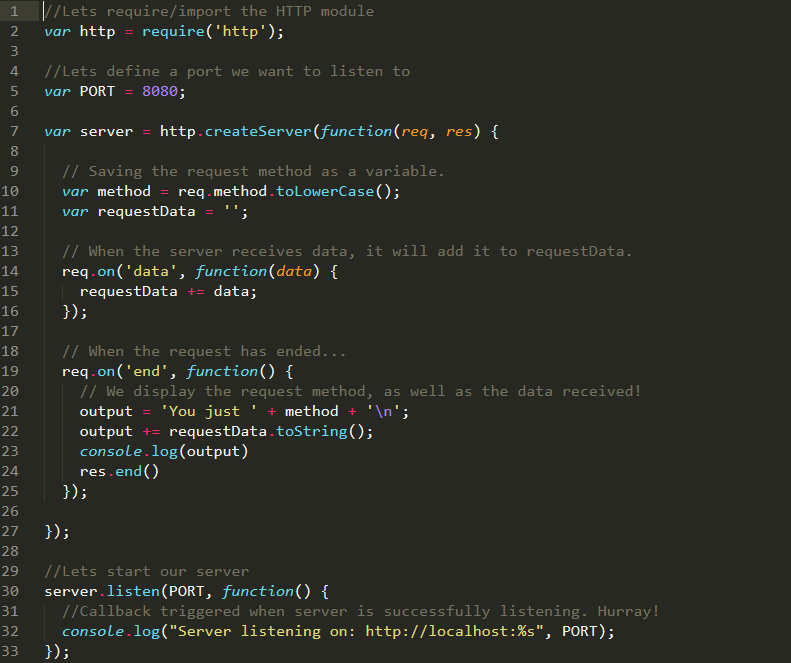 1 //Lets require/import the HTTP module
2 var http = require('http');
3
4 //Lets define a port we want to listen to
5 var PORT = 8080;
6
7 var server = http.createServer(function(req, res) {
8
9   // Saving the request method as a variable.
10   var method = req.method.toLowerCase();
11   var requestData = '';
12
13   // When the server receives data, it will add it to requestData.
14   req.on('data', function(data) {
15     requestData += data;
16   });
17
18   // When the request has ended...
19   req.on('end', function() {
20     // We display the request method, as well as the data received!
21     output = 'You just ' + method + '\n';
22     output += requestData.toString();
23     console.log(output)
24     res.end()
25   });
26
27 });
28
29 //Lets start our server
30 server.listen(PORT, function() {
31   //Callback triggered when server is successfully listening. Hurray!
32   console.log("Server listening on: http://localhost:%s", PORT);
33 });